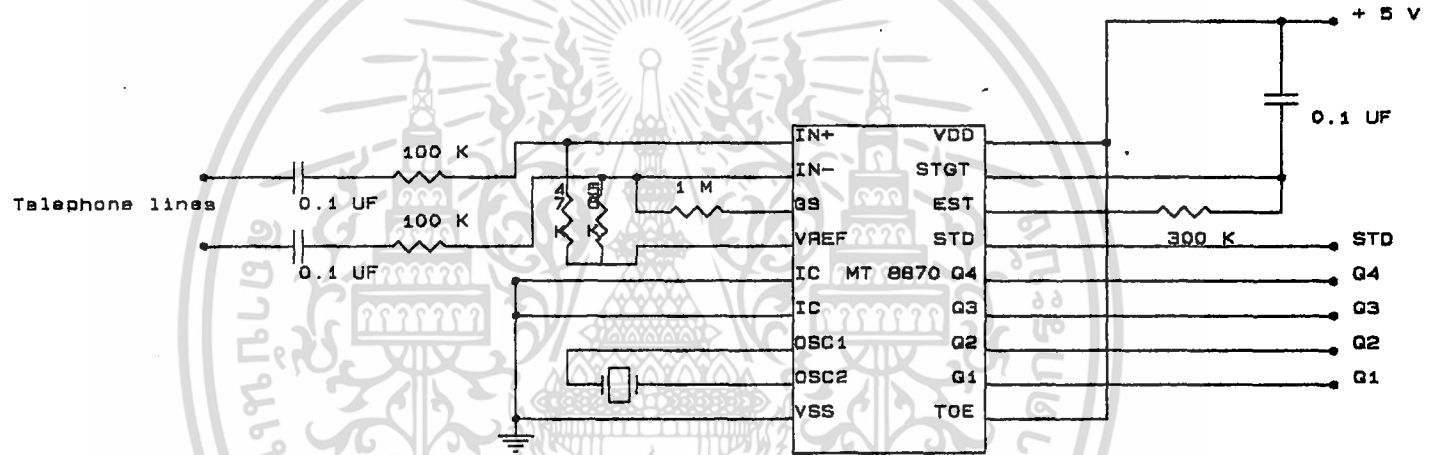 + 5 V
0.1 UF
100 K
IN+
VDD
IN-
STGT
Telephone lines
0.1 UF
47 K
1 M
GS
EST
100 K
300 K
VREF
STD
STD
0.1 UF
IC
MT 8870
Q4
Q4
IC
Q3
Q3
OSC1
Q2
Q2
OSC2
Q1
Q1
VSS
TOE